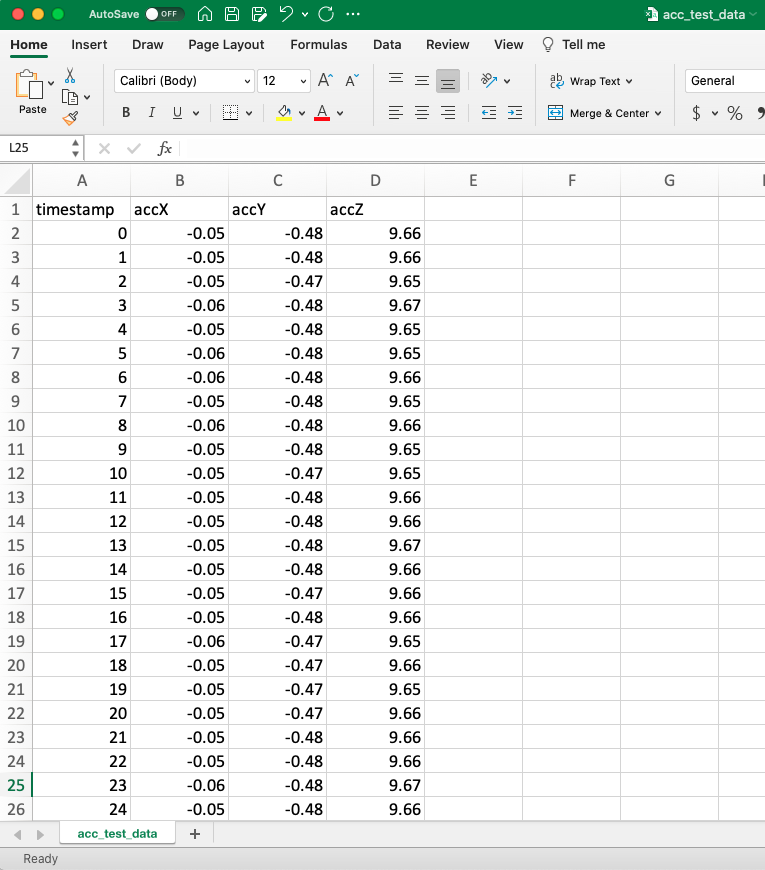 AutoSave OFF acc_test_data
Home Insert Draw Page Layout Formulas Data Review View Tell me
Paste Calibri (Body) 12 A A ab Wrap Text General
B I U A Merge & Center $ %
L25 fx
A B C D E F G
1 timestamp accX accY accZ
2 0 -0.05 -0.48 9.66
3 1 -0.05 -0.48 9.66
4 2 -0.05 -0.47 9.65
5 3 -0.06 -0.48 9.67
6 4 -0.05 -0.48 9.65
7 5 -0.06 -0.48 9.65
8 6 -0.06 -0.48 9.66
9 7 -0.05 -0.48 9.65
10 8 -0.06 -0.48 9.66
11 9 -0.05 -0.48 9.65
12 10 -0.05 -0.47 9.65
13 11 -0.05 -0.48 9.66
14 12 -0.05 -0.48 9.66
15 13 -0.05 -0.48 9.67
16 14 -0.05 -0.48 9.66
17 15 -0.05 -0.47 9.66
18 16 -0.05 -0.48 9.66
19 17 -0.06 -0.47 9.65
20 18 -0.05 -0.47 9.66
21 19 -0.05 -0.47 9.65
22 20 -0.05 -0.47 9.66
23 21 -0.05 -0.48 9.66
24 22 -0.05 -0.48 9.66
25 23 -0.06 -0.48 9.67
26 24 -0.05 -0.48 9.66
acc_test_data +
Ready